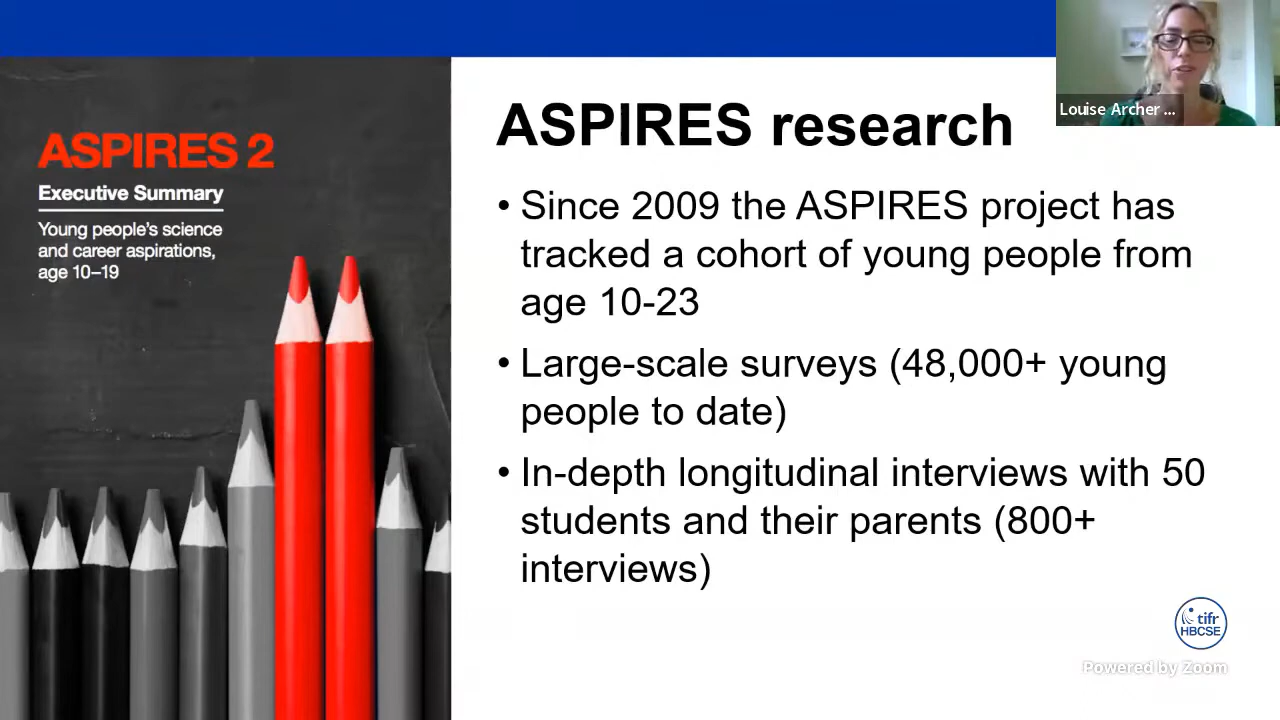 ASPIRES 2
Executive Summary
Young people's science
and career aspirations,
age 10–19
ASPIRES research
• Since 2009 the ASPIRES project has
tracked a cohort of young people from
age 10-23
• Large-scale surveys (48,000+ young
people to date)
• In-depth longitudinal interviews with 50
students and their parents (800+
interviews)
Louise Archer ...
tifr
HBCSE
Powered by Zoom